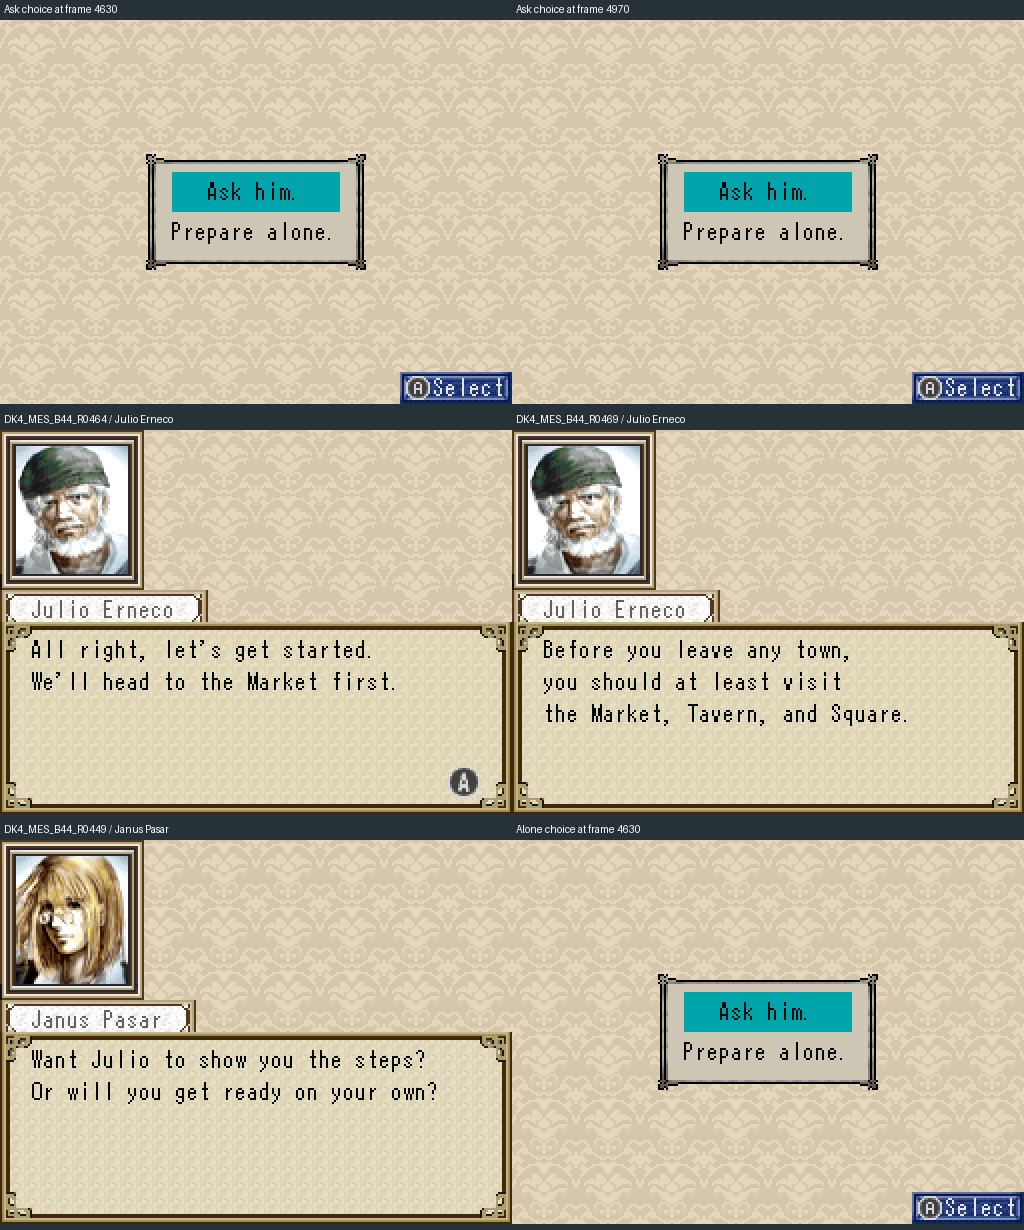 Ask choice at frame 4630
Ask him.
Prepare alone.
A Select
Ask choice at frame 4970
Ask him.
Prepare alone.
A Select
DK4_MES_B44_R0464 / Julio Erneco
Julio Erneco
All right, let's get started.
We'll head to the Market first.
A
DK4_MES_B44_R0469 / Julio Erneco
Julio Erneco
Before you leave any town,
you should at least visit
the Market, Tavern, and Square.
DK4_MES_B44_R0449 / Janus Pasar
Janus Pasar
Want Julio to show you the steps?
Or will you get ready on your own?
Alone choice at frame 4630
Ask him.
Prepare alone.
A Select